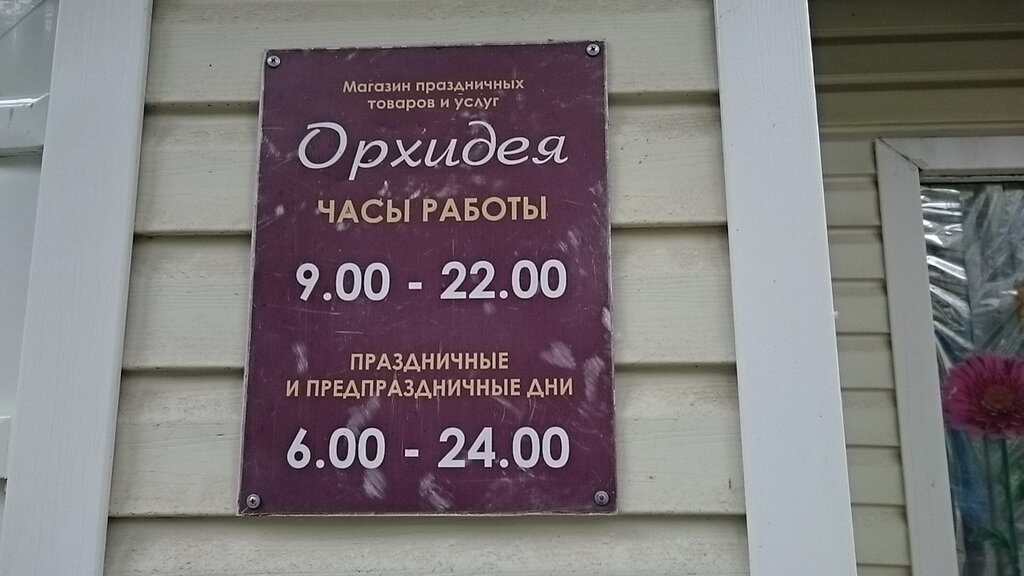 Магазин праздничных
товаров и услуг
Орхидея
ЧАСЫ РАБОТЫ
9.00 - 22.00
ПРАЗДНИЧНЫЕ
И ПРЕДПРАЗДНИЧНЫЕ ДНИ
6.00 - 24.00